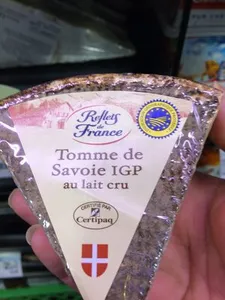 Reflets
de France
Tomme de
Savoie IGP
au lait cru
CERTIFIÉ PAR
Certipaq